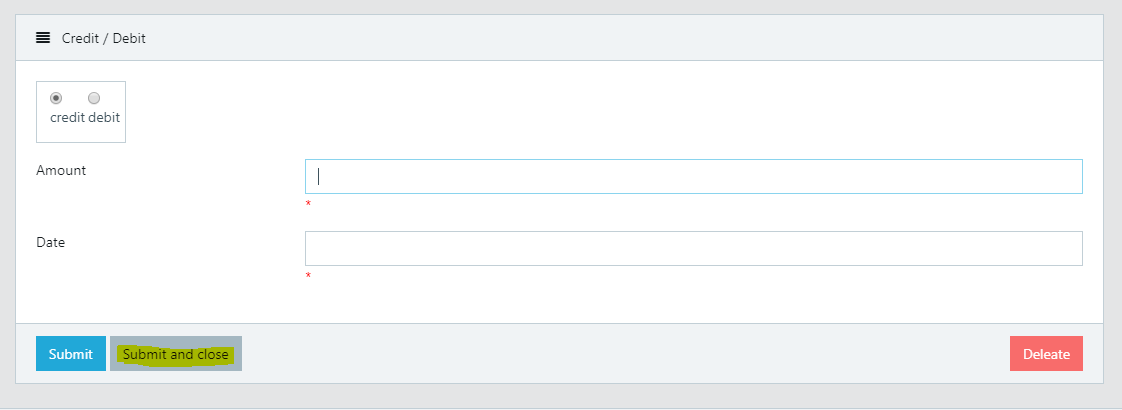 Credit / Debit
credit debit
Amount
*
Date
*
Submit Submit and close Deleate